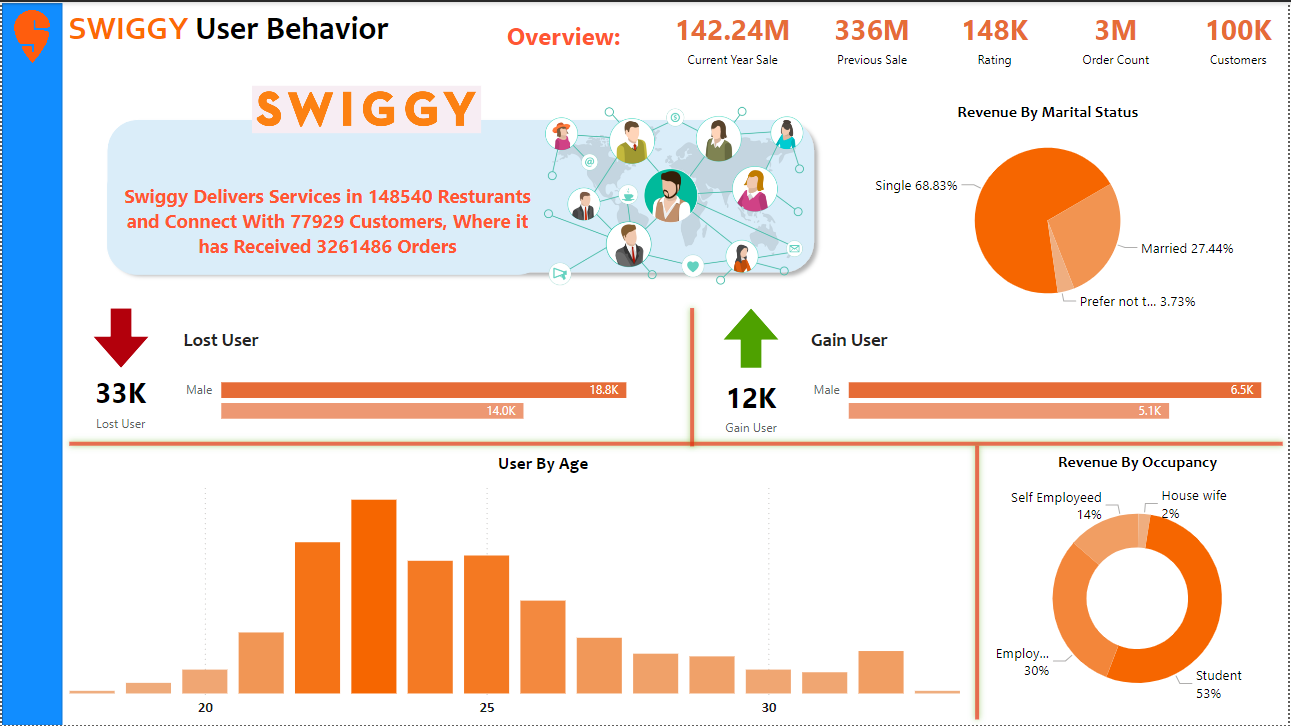 SWIGGY User Behavior
Overview:
142.24M
Current Year Sale
336M
Previous Sale
148K
Rating
3M
Order Count
100K
Customers
SWIGGY
Swiggy Delivers Services in 148540 Resturants
and Connect With 77929 Customers, Where it
has Received 3261486 Orders
Revenue By Marital Status
Single 68.83%
Married 27.44%
Prefer not t... 3.73%
Lost User
33K
Lost User
Male
18.8K
14.0K
Gain User
12K
Gain User
Male
6.5K
5.1K
User By Age
20
25
30
Revenue By Occupancy
Self Employeed
14%
House wife
2%
Employ...
30%
Student
53%